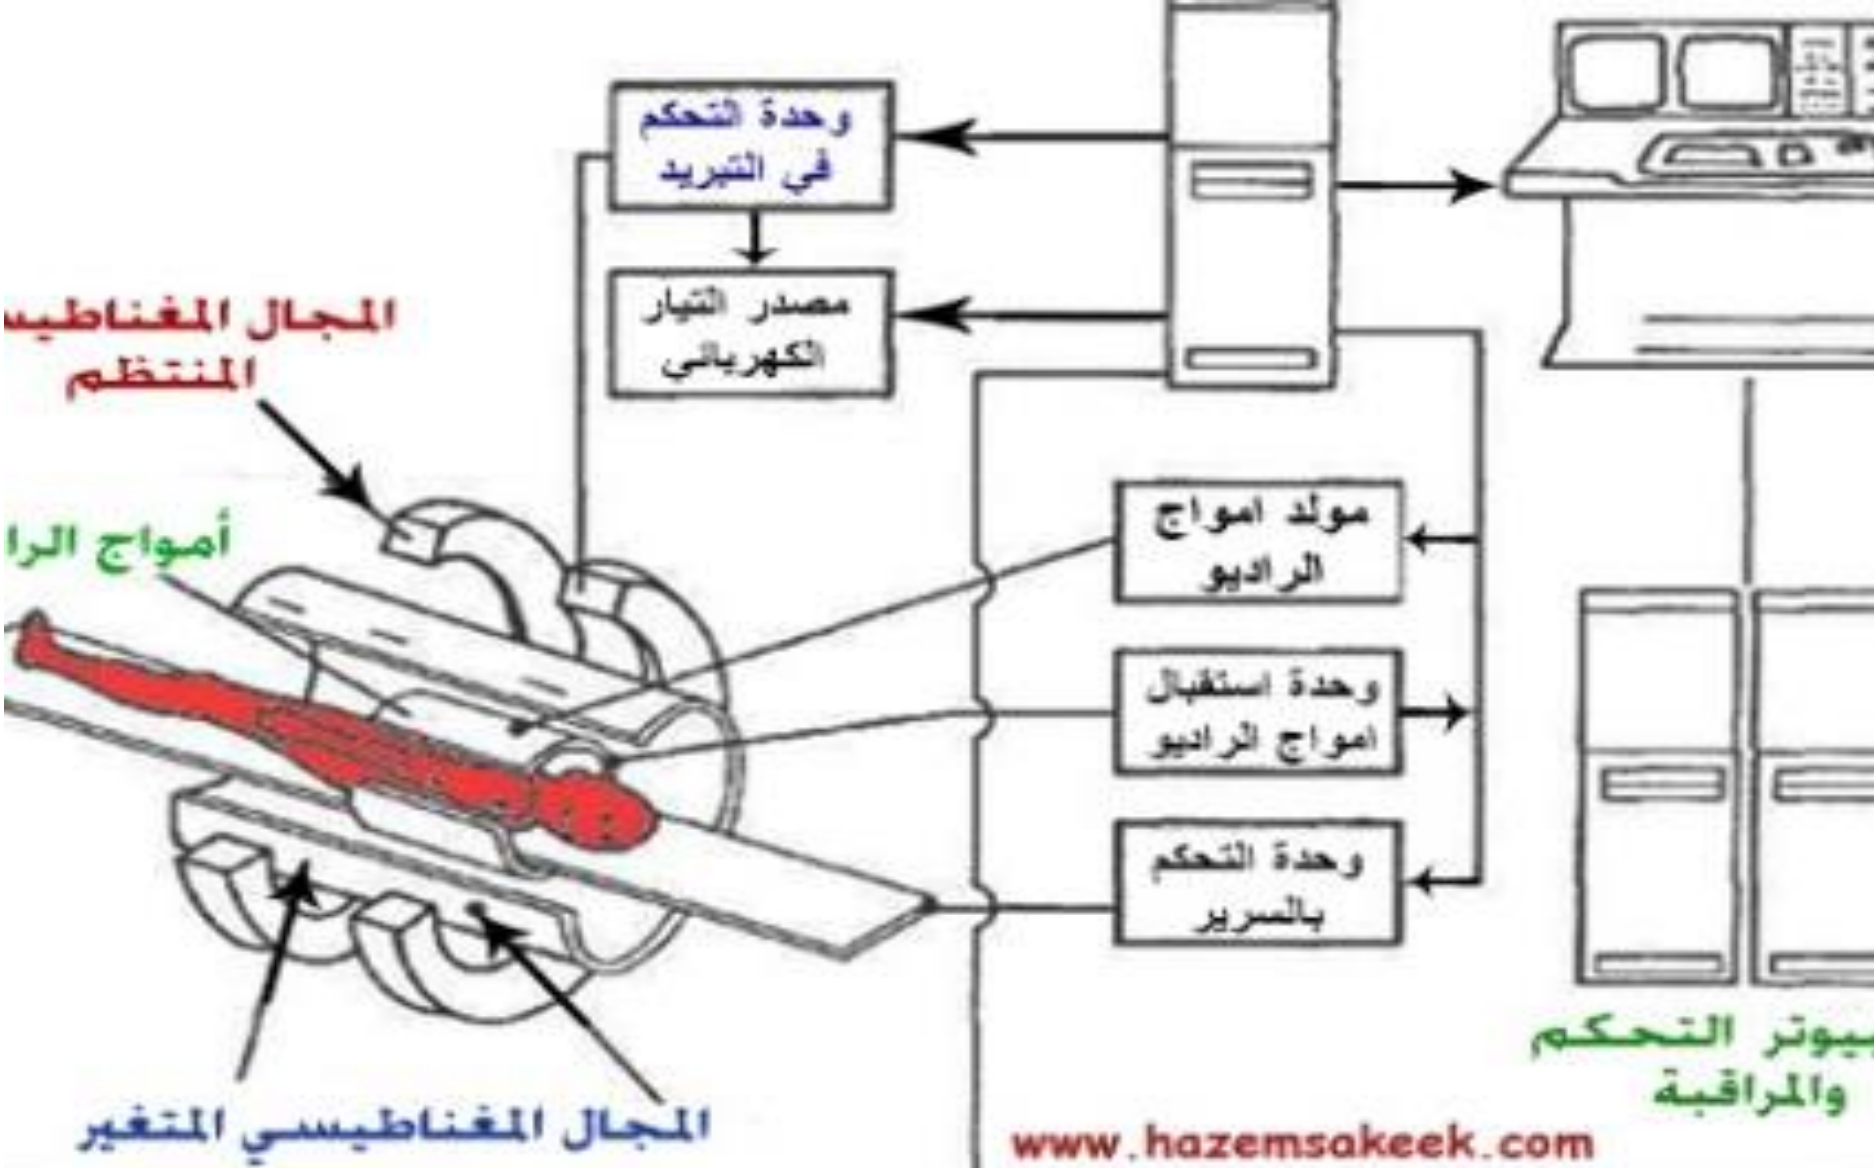 وحدة التحكم
في التبريد
مصدر التيار
الكهربائي
المجال المغناطيس
المنتظم
أمواج الرا
مولد امواج
الراديو
وحدة استقبال
امواج الراديو
وحدة التحكم
بالسرير
بيوتر التحكم
والمراقبة
المجال المغناطيسي المتغير
www.hazemsakeek.com